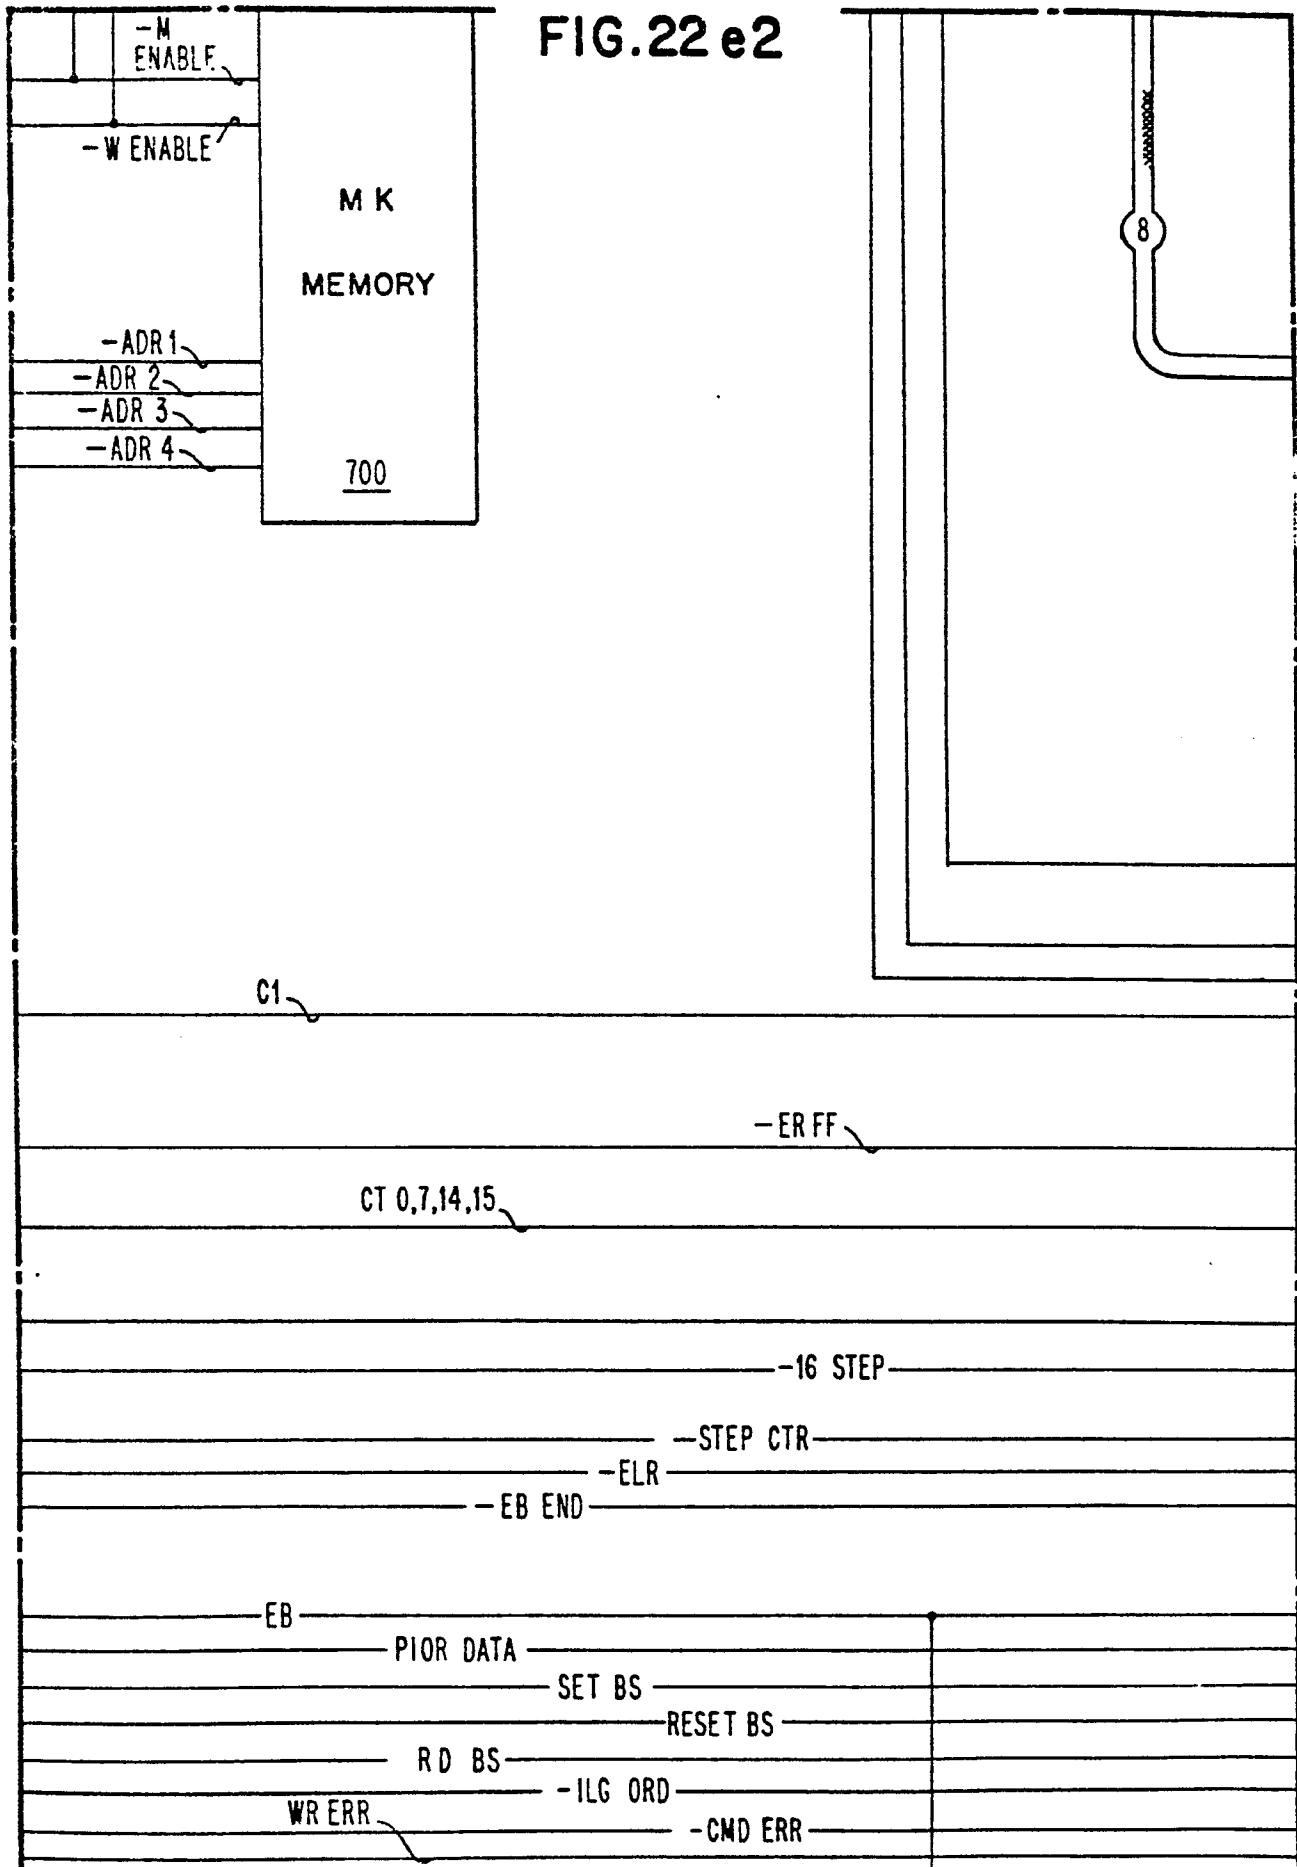 FIG.22 e2
-M
ENABLE
-W ENABLE
M K
MEMORY
8
-ADR 1
-ADR 2
-ADR 3
-ADR 4
700
C1
-ER FF
CT 0,7,14,15
-16 STEP
-STEP CTR
-ELR
-EB END
EB
PIOR DATA
SET BS
RESET BS
RD BS
-ILG ORD
WR ERR
-CMD ERR